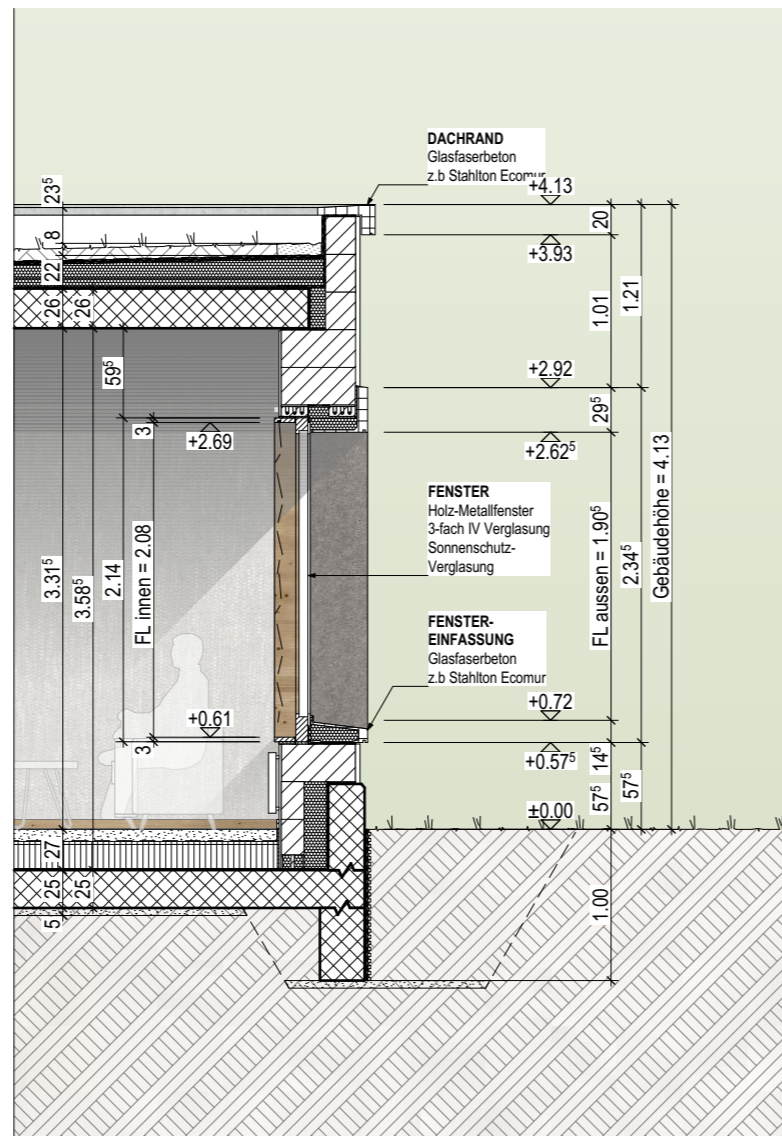 DACHRAND
Glasfaserbeton
z.b Stahlton Ecomur
+4.13
+3.93
+2.92
+2.62⁵
+2.69
FENSTER
Holz-Metallfenster
3-fach IV Verglasung
Sonnenschutz-
Verglasung
FENSTER-
EINFASSUNG
Glasfaserbeton
z.b Stahlton Ecomur
+0.72
+0.61
+0.57⁵
±0.00
23⁵
8
22
26
3.31⁵
27
25
5
26
3.58⁵
25
59⁵
2.14
3
FL innen = 2.08
3
20
1.01
29⁵
FL aussen = 1.90⁵
14⁵
57⁵
1.00
1.21
2.34⁵
57⁵
Gebäudehöhe = 4.13